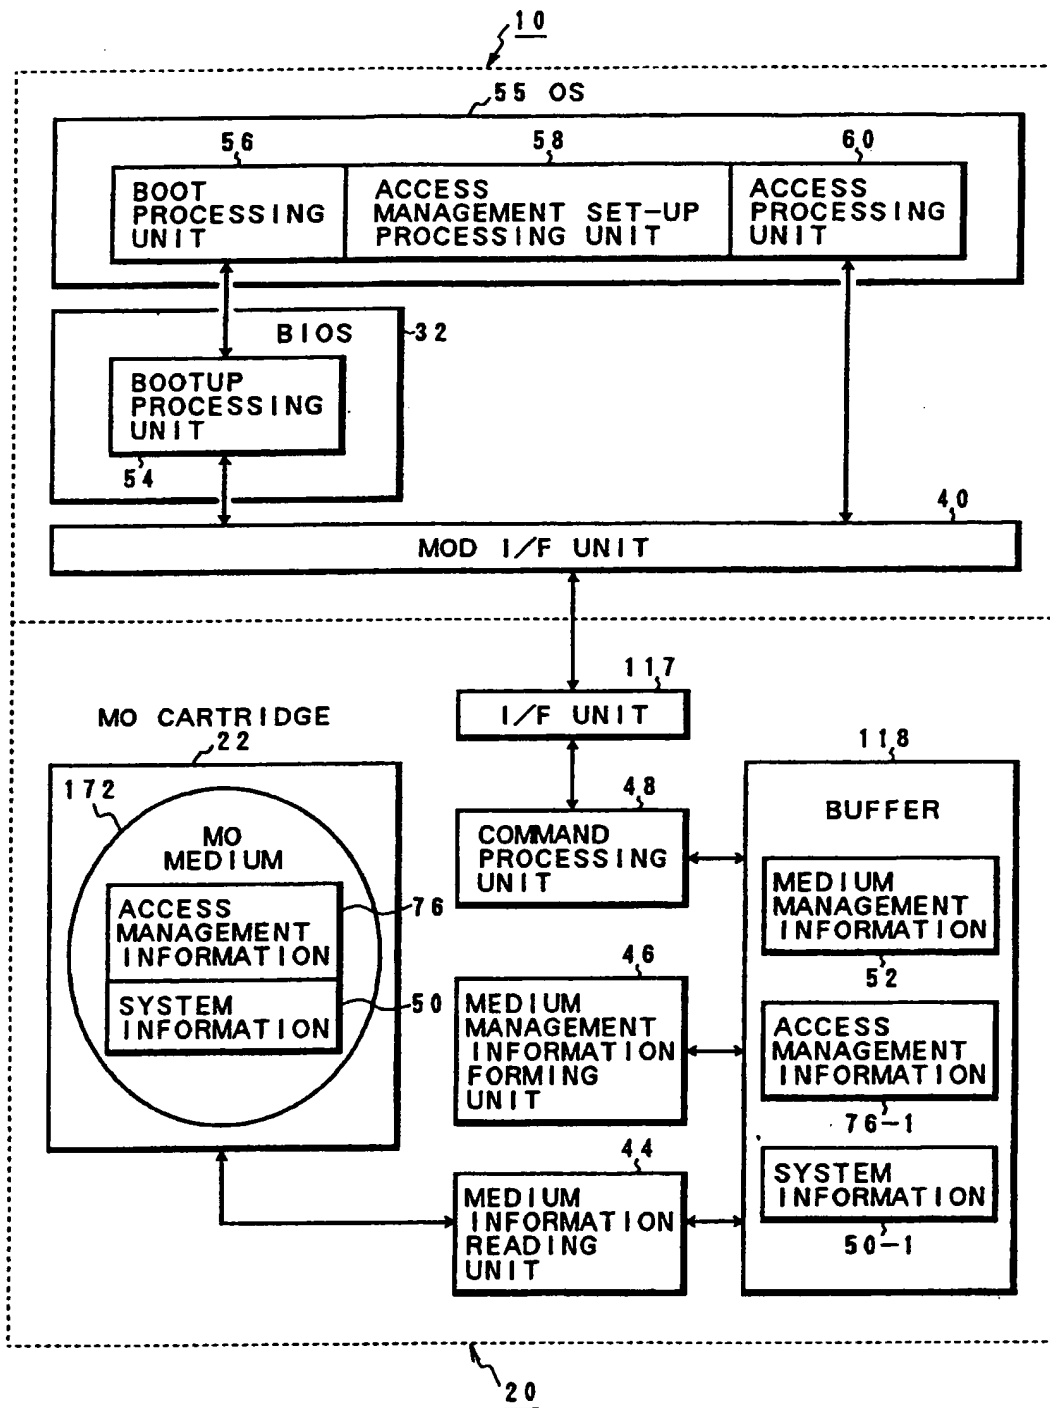 10
55 OS
56
58
60
BOOT
PROCESSING
UNIT
ACCESS
MANAGEMENT SET-UP
PROCESSING UNIT
ACCESS
PROCESSING
UNIT
BIOS
32
BOOTUP
PROCESSING
UNIT
54
40
MOD I/F UNIT
117
I/F UNIT
MO CARTRIDGE
22
118
172
48
BUFFER
MO
MEDIUM
COMMAND
PROCESSING
UNIT
ACCESS
MANAGEMENT
INFORMATION
76
MEDIUM
MANAGEMENT
INFORMATION
52
SYSTEM
INFORMATION
50
46
MEDIUM
MANAGEMENT
INFORMATION
FORMING
UNIT
ACCESS
MANAGEMENT
INFORMATION
76-1
44
MEDIUM
INFORMATION
READING
UNIT
SYSTEM
INFORMATION
50-1
20